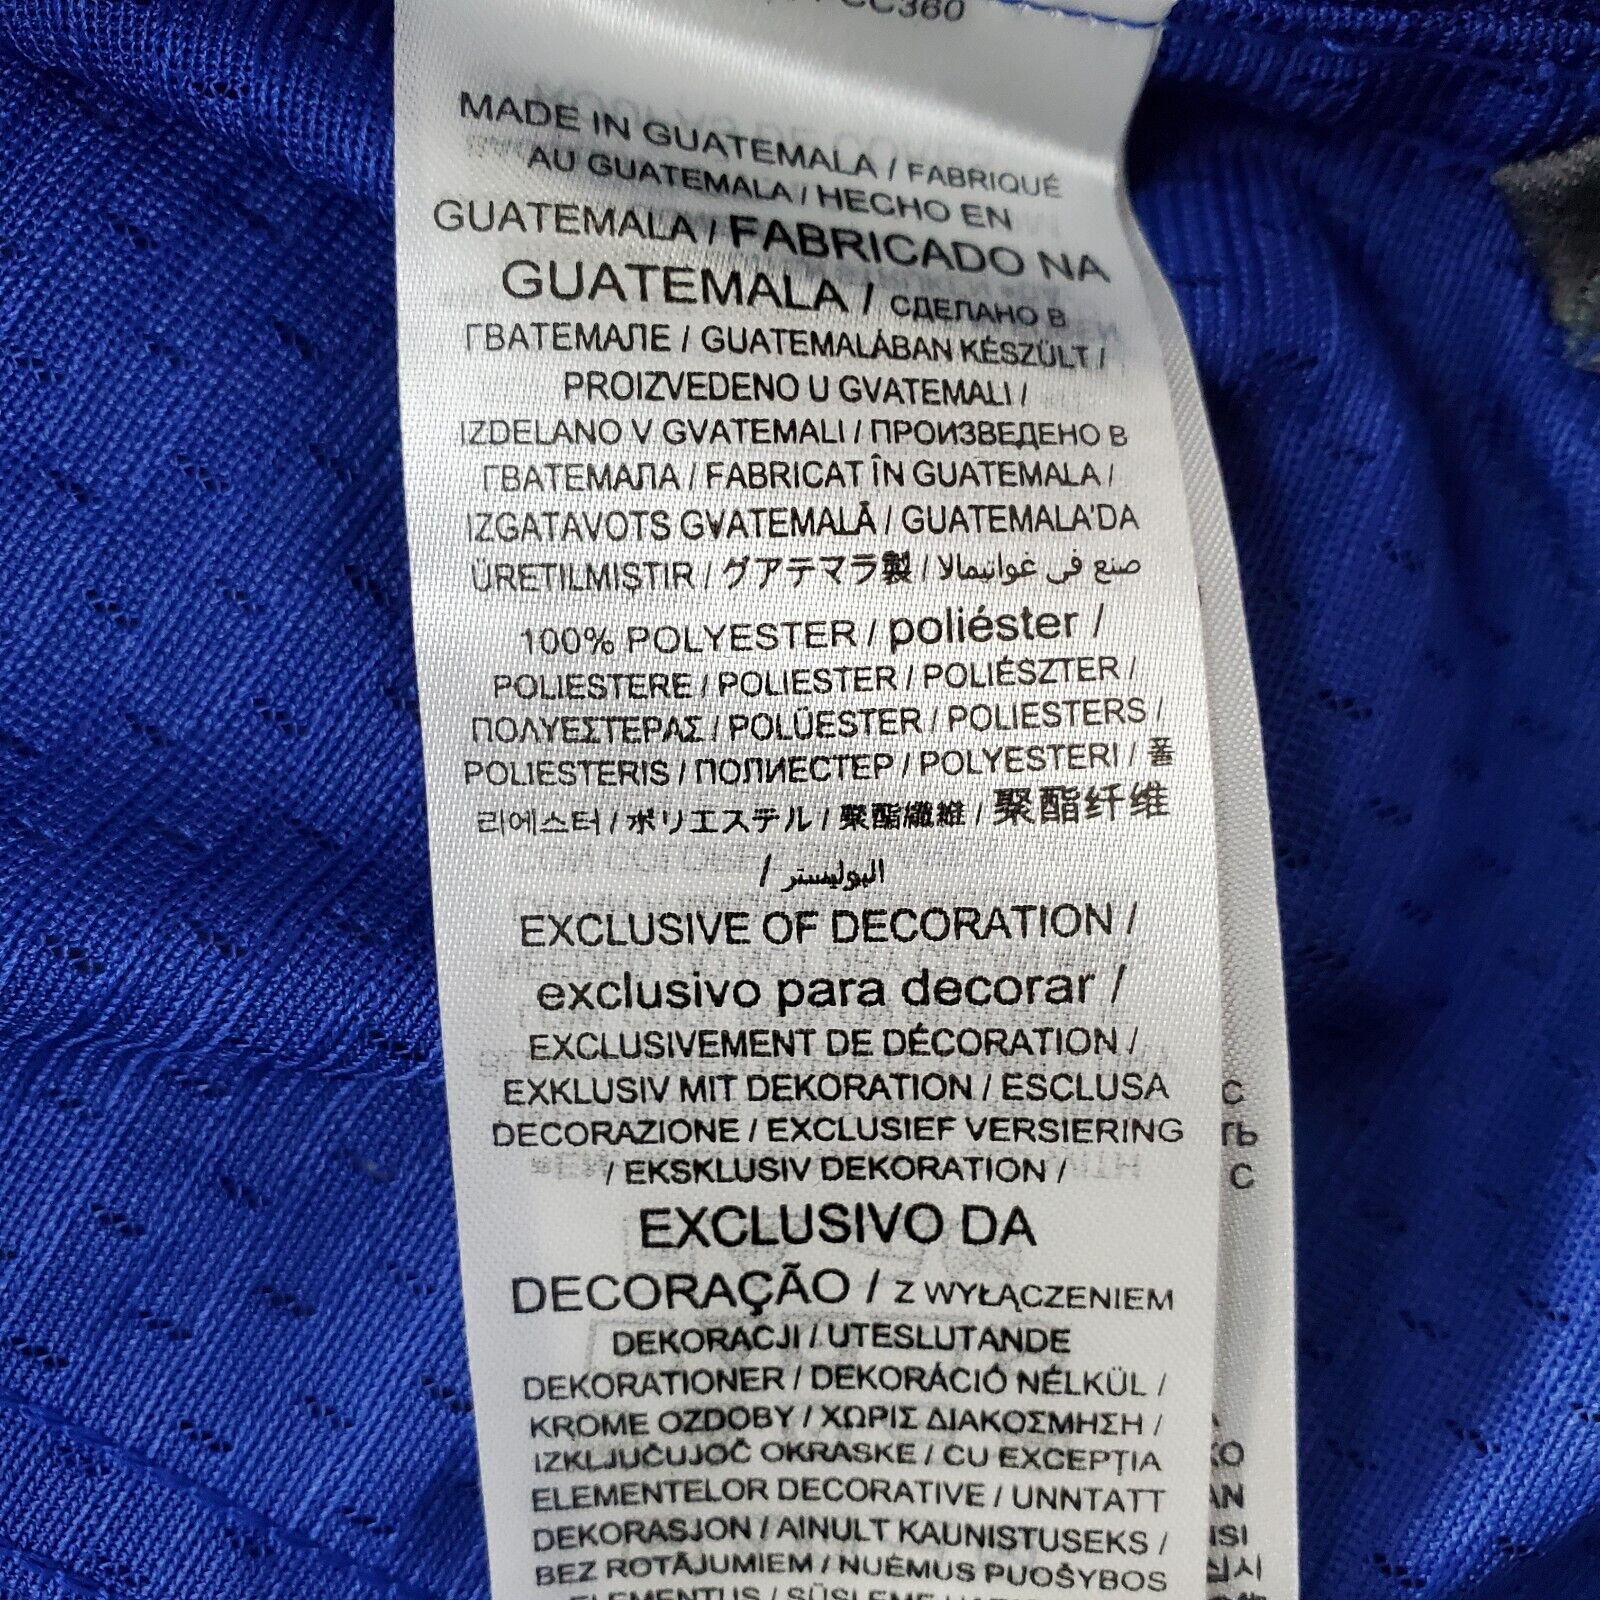 CC360
MADE IN GUATEMALA / FABRIQUÉ
AU GUATEMALA / HECHO EN
GUATEMALA / FABRICADO NA
GUATEMALA / СДЕЛАНО В
ГВАТЕМАЛЕ / GUATEMALÁBAN KÉSZÜLT /
PROIZVEDENO U GVATEMALI /
IZDELANO V GVATEMALI / ПРОИЗВЕДЕНО В
ГВАТЕМАЛА / FABRICAT ÎN GUATEMALA /
IZGATAVOTS GVATEMALĀ / GUATEMALA'DA
ÜRETILMIŞTIR / グアテマラ製 / صنع في غواتيمالا
100% POLYESTER / poliéster /
POLIESTERE / POLIESTER / POLIÉSZTER /
ΠΟΛΥΕΣΤΕΡΑΣ / POLÜESTER / POLIESTERS /
POLIESTERIS / ПОЛИЕСТЕР / POLYESTERI / 폴
리에스터 / ポリエステル / 聚酯纖維 / 聚酯纤维
/ البوليستر
EXCLUSIVE OF DECORATION /
exclusivo para decorar /
EXCLUSIVEMENT DE DÉCORATION /
EXKLUSIV MIT DEKORATION / ESCLUSA
DECORAZIONE / EXCLUSIEF VERSIERING
/ EKSKLUSIV DEKORATION /
EXCLUSIVO DA
DECORAÇÃO / Z WYŁĄCZENIEM
DEKORACJI / UTESLUTANDE
DEKORATIONER / DEKORÁCIÓ NÉLKÜL /
KROME OZDOBY / ΧΩΡΙΣ ΔΙΑΚΟΣΜΗΣΗ /
IZKLJUČUJOČ OKRASKE / CU EXCEPȚIA
ELEMENTELOR DECORATIVE / UNNTATT
DEKORASJON / AINULT KAUNISTUSEKS /
BEZ ROTĀJUMIEM / NUĖMUS PUOŠYBOS
ELEMENTUS /